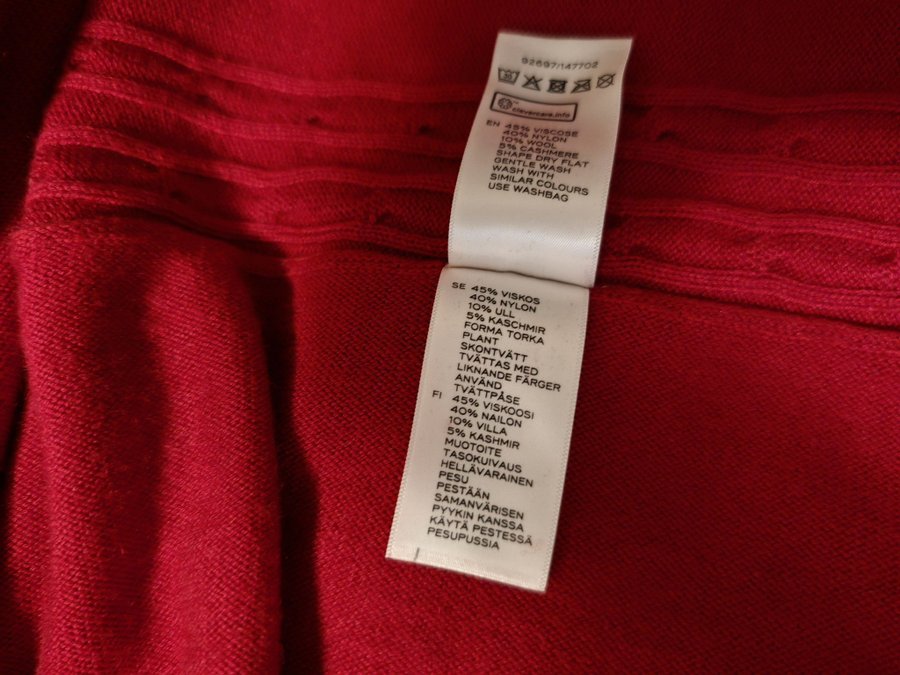 92697/147702
30
clevercare.info
EN 45% VISCOSE
40% NYLON
10% WOOL
5% CASHMERE
SHAPE DRY FLAT
GENTLE WASH
WASH WITH
SIMILAR COLOURS
USE WASHBAG
SE 45% VISKOS
40% NYLON
10% ULL
5% KASCHMIR
FORMA TORKA
PLANT
SKONTVÄTT
TVÄTTAS MED
LIKNANDE FÄRGER
ANVÄND
TVÄTTPÅSE
FI 45% VISKOOSI
40% NAILON
10% VILLA
5% KASHMIR
MUOTOITE
TASOKUIVAUS
HELLÄVARAINEN
PESU
PESTÄÄN
SAMANVÄRISEN
PYYKIN KANSSA
KÄYTÄ PESTESSÄ
PESUPUSSIA